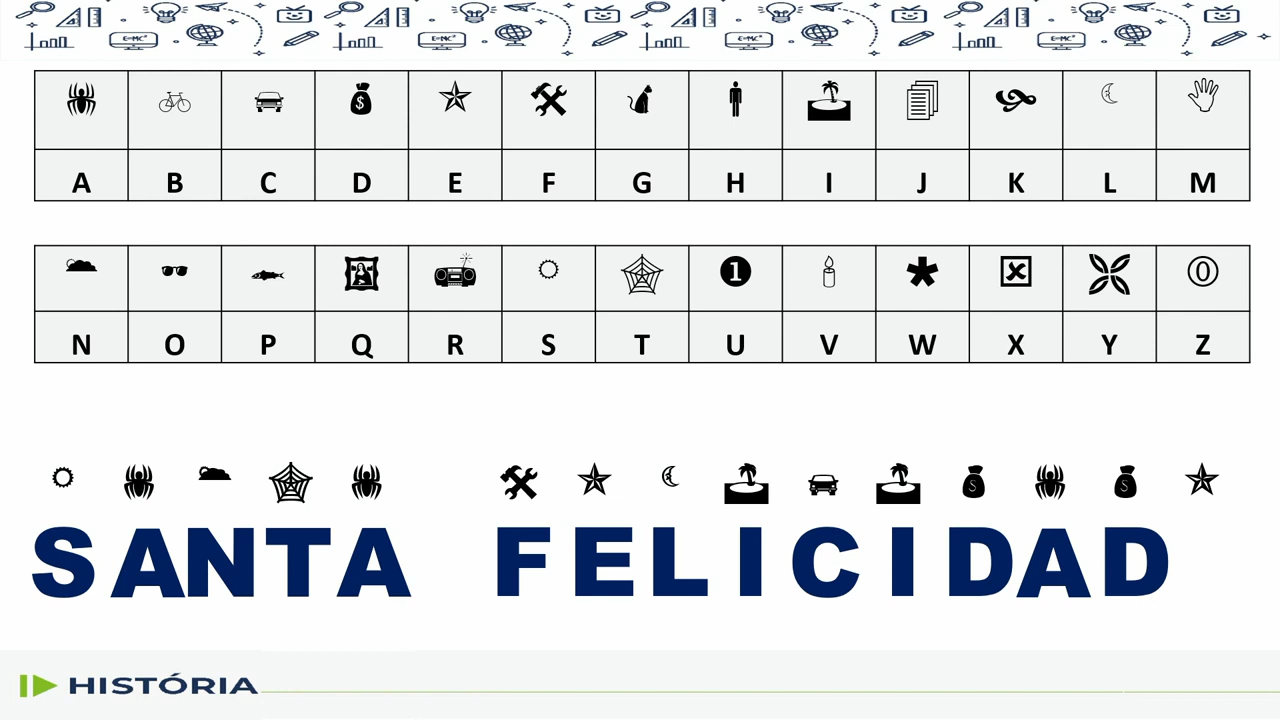 A B C D E F G H I J K L M
N O P Q R S T U V W X Y Z
SANTA FELICIDAD
HISTÓRIA